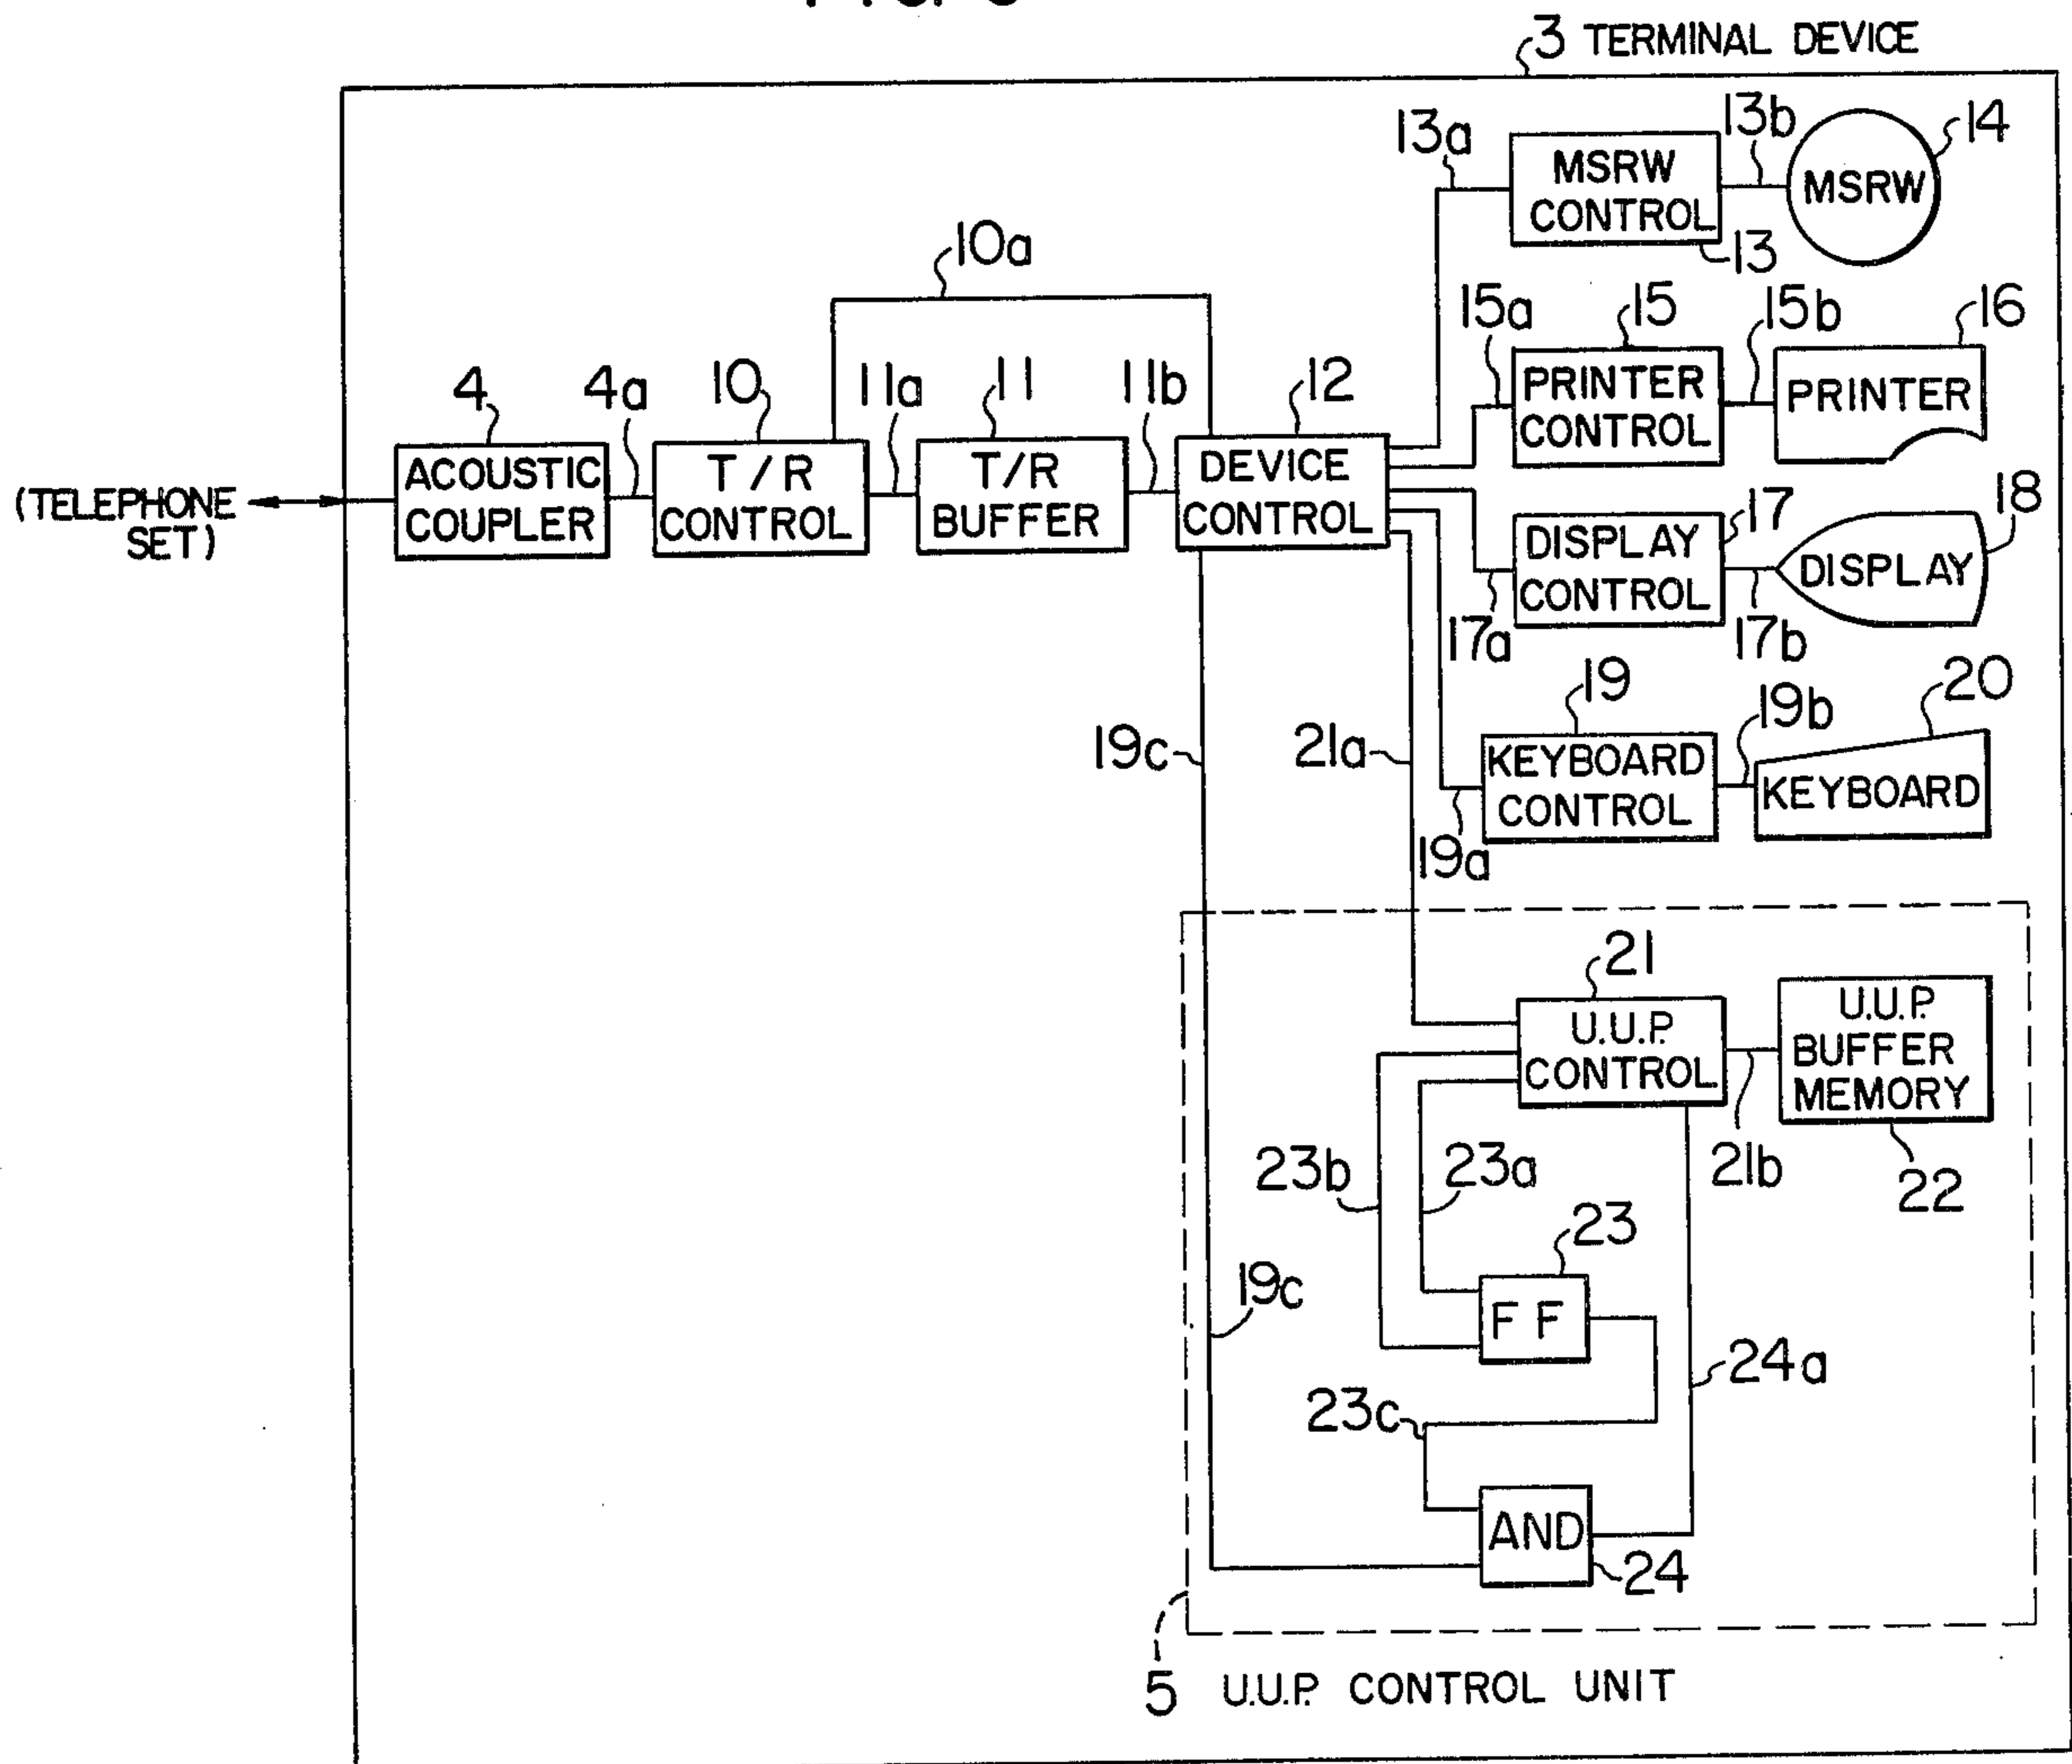 3 TERMINAL DEVICE
13a
MSRW
CONTROL
13
13b
MSRW
14
10a
15a
15
PRINTER
CONTROL
15b
16
PRINTER
(TELEPHONE
SET)
4
ACOUSTIC
COUPLER
4a
10
T/R
CONTROL
11a
11
T/R
BUFFER
11b
12
DEVICE
CONTROL
17
DISPLAY
CONTROL
17a
17b
18
DISPLAY
19c
21a
19
KEYBOARD
CONTROL
19a
19b
20
KEYBOARD
21
U.U.P.
CONTROL
21b
U.U.P.
BUFFER
MEMORY
22
23b
23a
23
FF
19c
23c
24a
AND
24
5 U.U.P. CONTROL UNIT